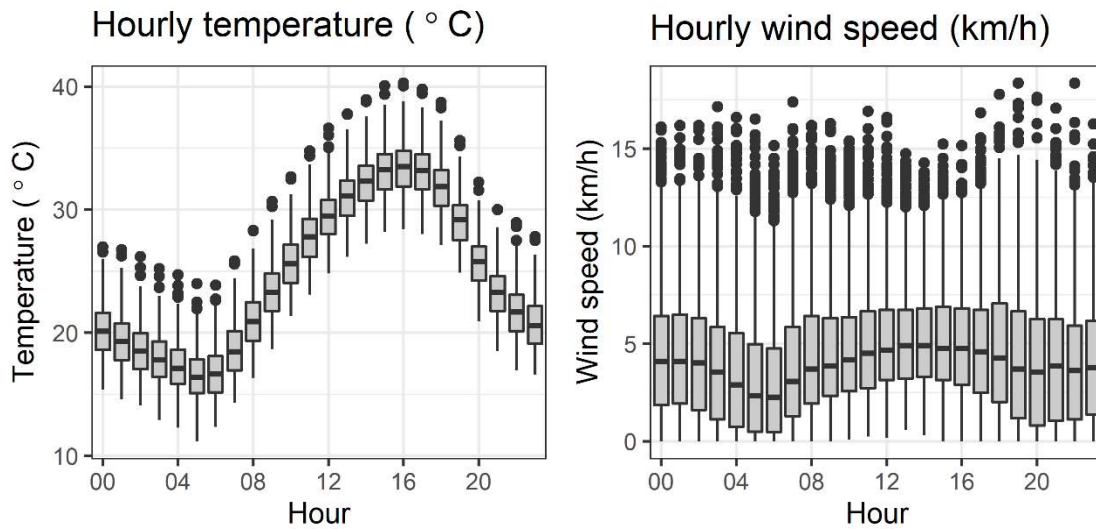 Hourly temperature ( ° C)
Temperature ( ° C)
40
30
20
10
00 04 08 12 16 20
Hour
Hourly wind speed (km/h)
Wind speed (km/h)
15
10
5
0
00 04 08 12 16 20
Hour